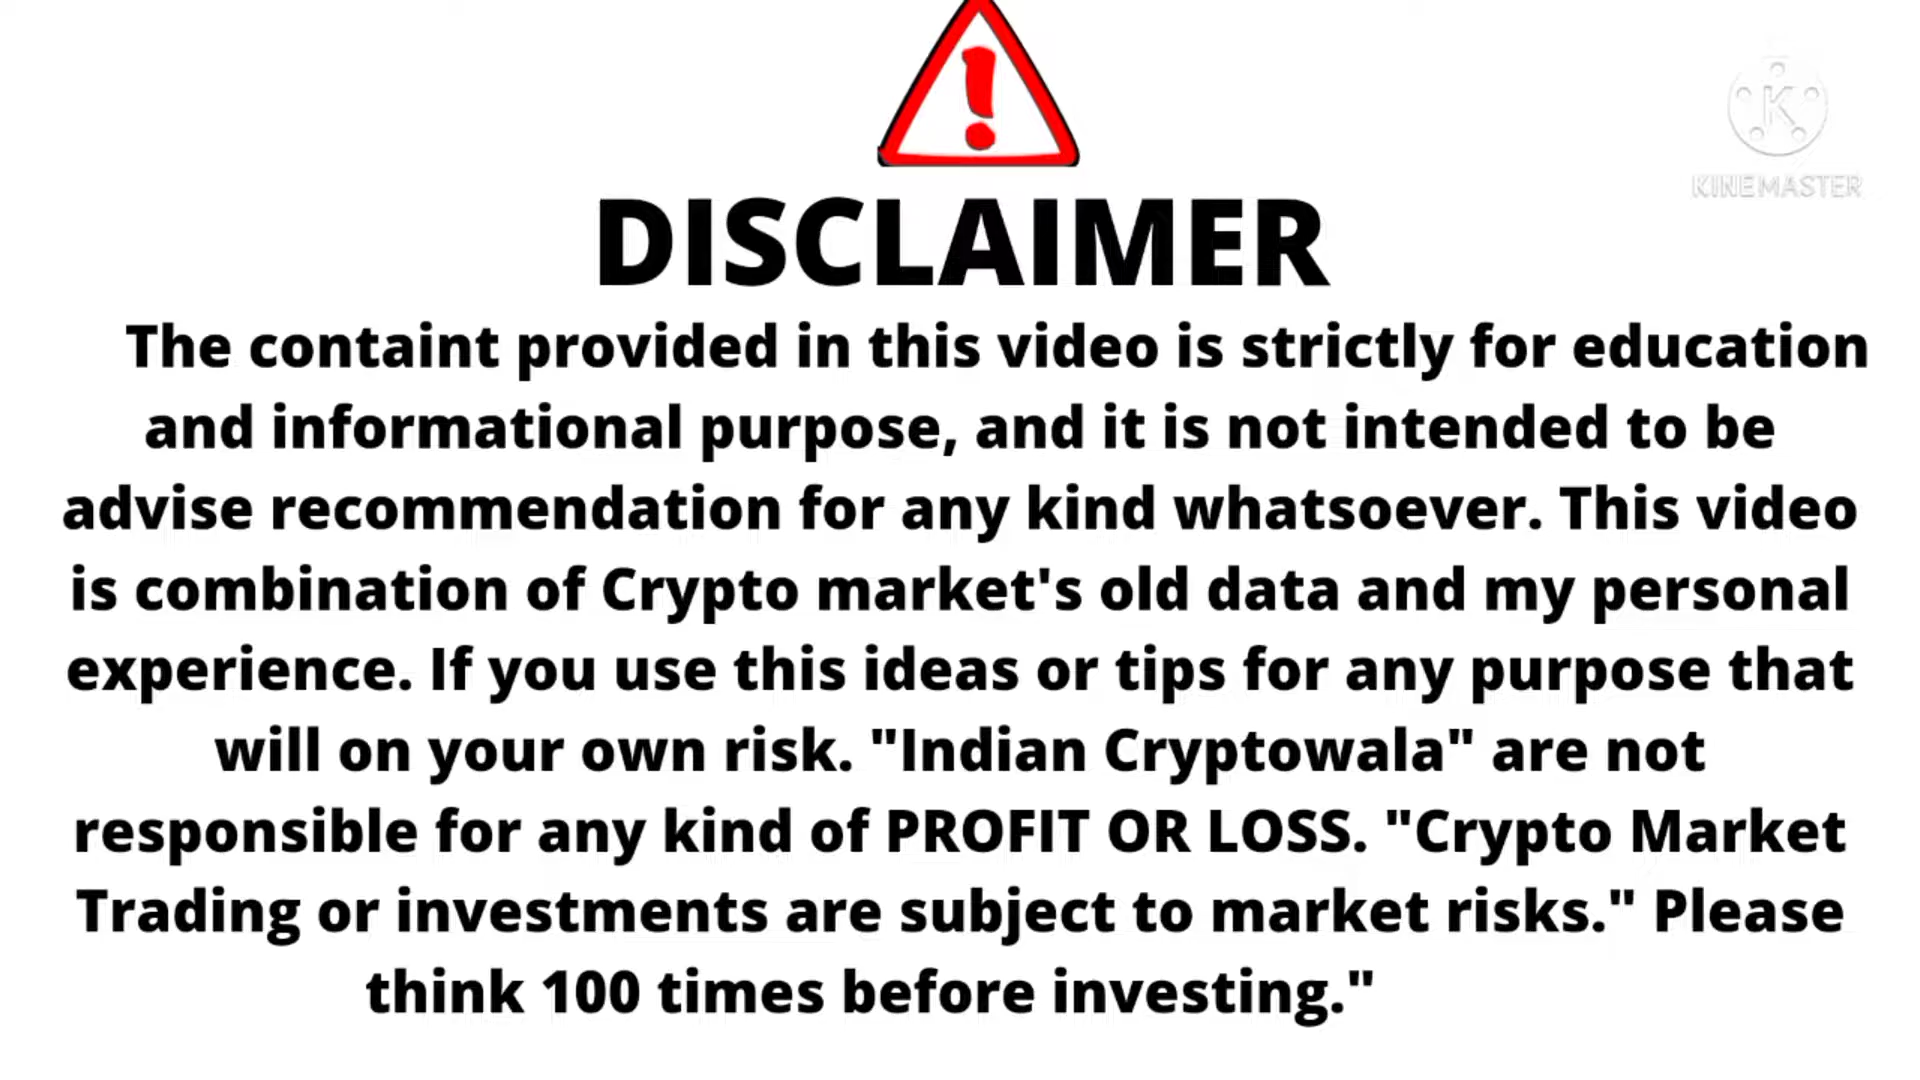 K
KINEMASTER
DISCLAIMER
The containt provided in this video is strictly for education
and informational purpose, and it is not intended to be
advise recommendation for any kind whatsoever. This video
is combination of Crypto market's old data and my personal
experience. If you use this ideas or tips for any purpose that
will on your own risk. "Indian Cryptowala" are not
responsible for any kind of PROFIT OR LOSS. "Crypto Market
Trading or investments are subject to market risks." Please
think 100 times before investing."